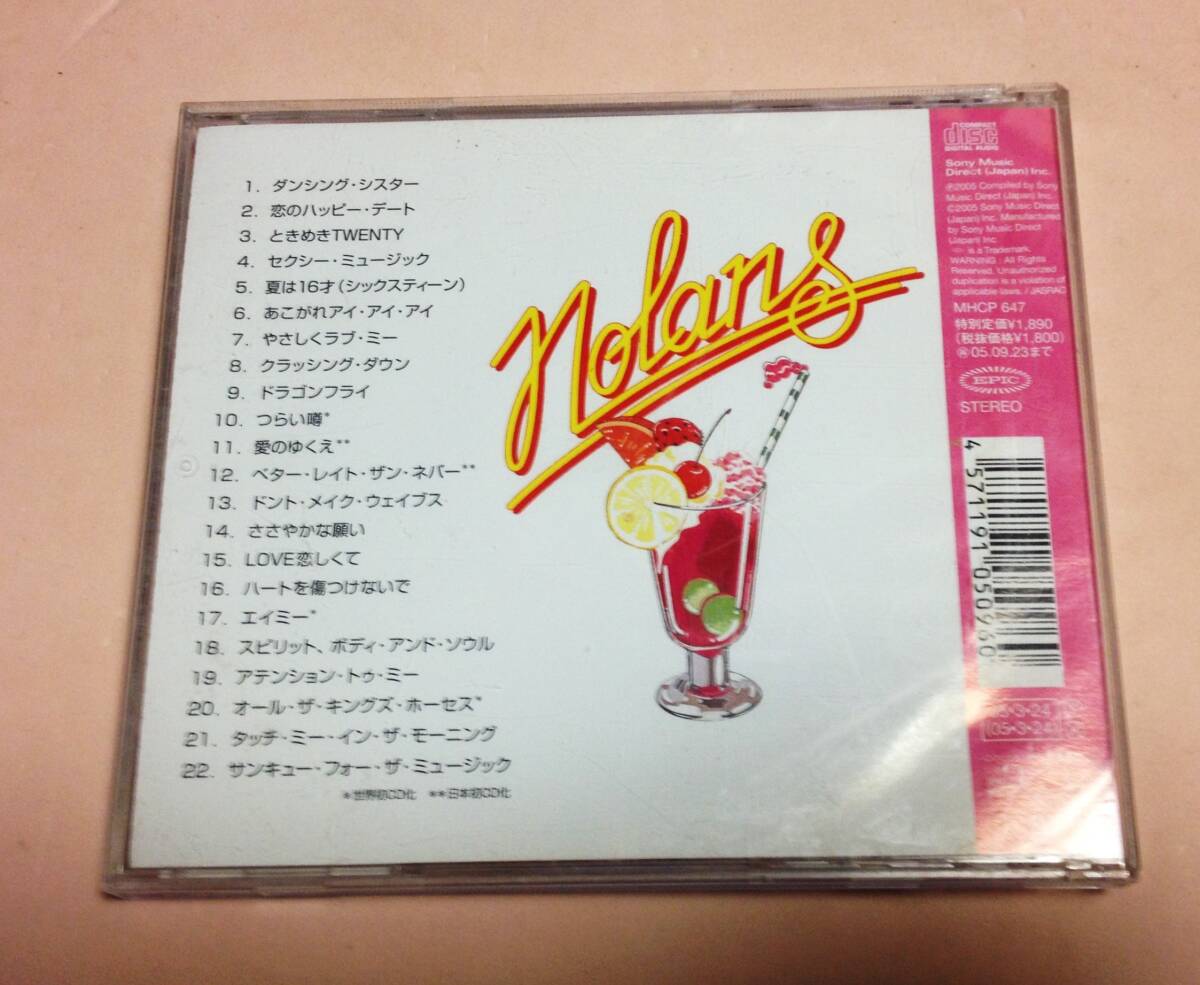 1. ダンシング・シスター
2. 恋のハッピー・デート
3. ときめきTWENTY
4. セクシー・ミュージック
5. 夏は16才(シックスティーン)
6. あこがれアイ・アイ・アイ
7. やさしくラブ・ミー
8. クラッシング・ダウン
9. ドラゴンフライ
10. つらい噂*
11. 愛のゆくえ**
12. ベター・レイト・ザン・ネバー**
13. ドント・メイク・ウェイブス
14. ささやかな願い
15. LOVE恋しくて
16. ハートを傷つけないで
17. エイミー*
18. スピリット、ボディ・アンド・ソウル
19. アテンション・トゥ・ミー
20. オール・ザ・キングズ・ホーセス*
21. タッチ・ミー・イン・ザ・モーニング
22. サンキュー・フォー・ザ・ミュージック
*世界初CD化 **日本初CD化
Nolans
COMPACT
disc
DIGITAL AUDIO
Sony Music
Direct (Japan) Inc.
℗2005 Compiled by Sony
Music Direct (Japan) Inc.
©2005 Sony Music Direct
(Japan) Inc. Manufactured
by Sony Music Direct
(Japan) Inc
is a Trademark.
WARNING : All Rights
Reserved. Unauthorized
duplication is a violation of
applicable laws. / JASRAC
MHCP 647
特別定価¥1,890
(税抜価格¥1,800)
05.09.23まで
EPIC
STEREO
4571191050960
(05・3・24)